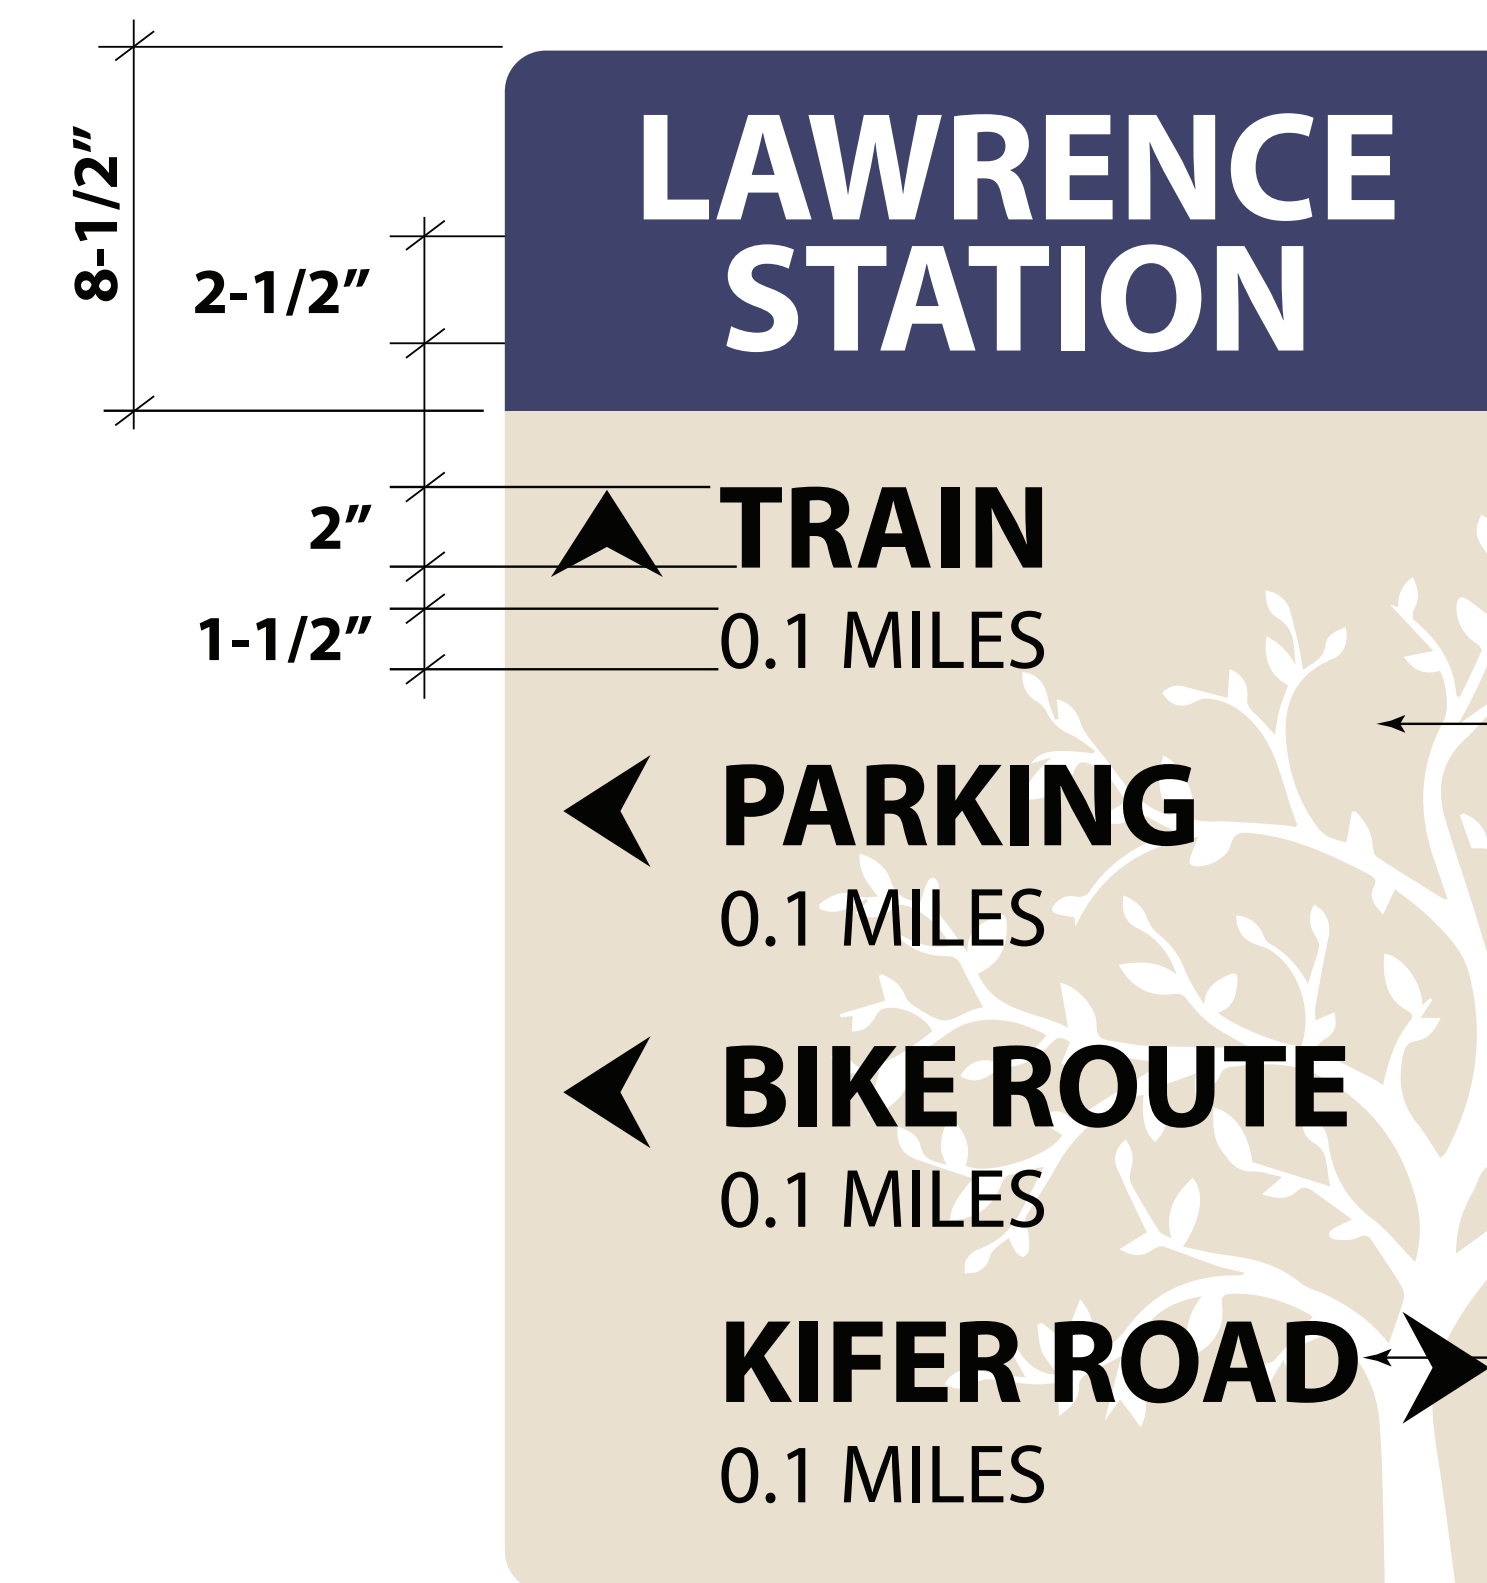 8-1/2”
2-1/2”
2”
1-1/2”
LAWRENCE
STATION
TRAIN
0.1 MILES
PARKING
0.1 MILES
BIKE ROUTE
0.1 MILES
KIFER ROAD
0.1 MILES